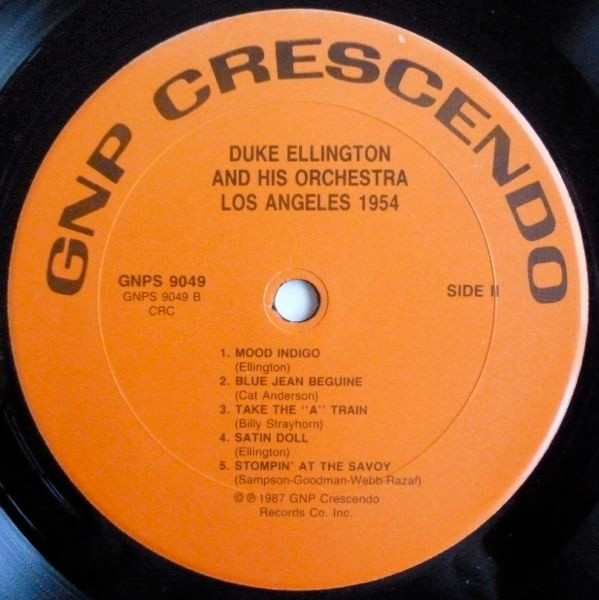 GNP CRESCENDO
DUKE ELLINGTON
AND HIS ORCHESTRA
LOS ANGELES 1954
GNPS 9049
GNPS 9049 B
CRC
SIDE II
1. MOOD INDIGO
(Ellington)
2. BLUE JEAN BEGUINE
(Cat Anderson)
3. TAKE THE "A" TRAIN
(Billy Strayhorn)
4. SATIN DOLL
(Ellington)
5. STOMPIN' AT THE SAVOY
(Sampson-Goodman-Webb-Razaf)
© ℗ 1987 GNP Crescendo
Records Co. Inc.